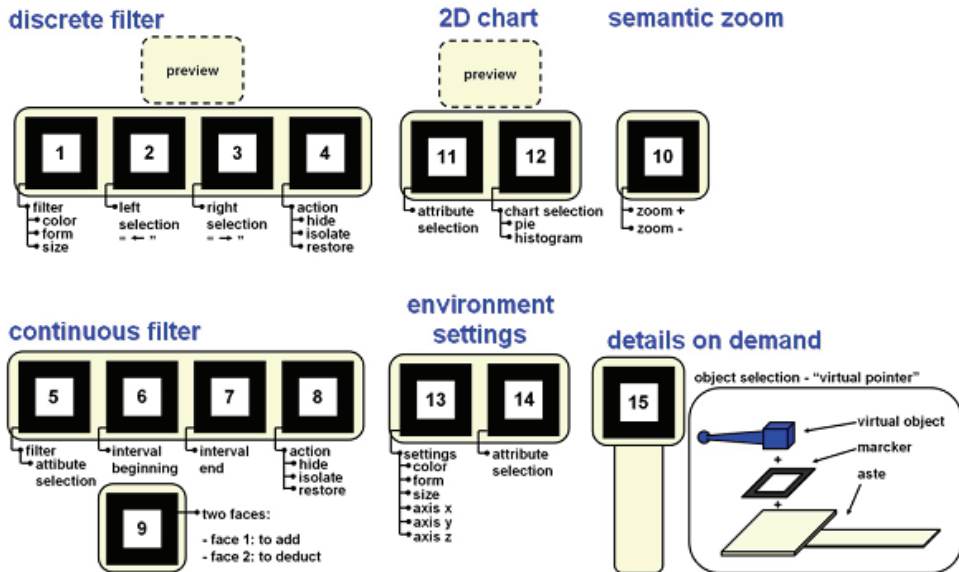 discrete filter
preview
1
2
3
4
filter
color
form
size
left
selection
= ← ”
right
selection
= → ”
action
hide
isolate
restore
2D chart
preview
11
12
attribute
selection
chart selection
pie
histogram
semantic zoom
10
zoom +
zoom -
continuous filter
5
6
7
8
filter
attibute
selection
interval
beginning
interval
end
action
hide
isolate
restore
9
two faces:
- face 1: to add
- face 2: to deduct
environment
settings
13
14
settings
color
form
size
axis x
axis y
axis z
attribute
selection
details on demand
15
object selection - “virtual pointer”
virtual object
+
marcker
+
aste